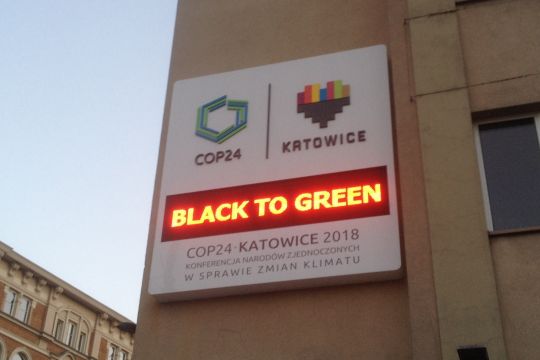 COP24
KATOWICE
BLACK TO GREEN
COP24·KATOWICE 2018
KONFERENCJA NARODÓW ZJEDNOCZONYCH
W SPRAWIE ZMIAN KLIMATU